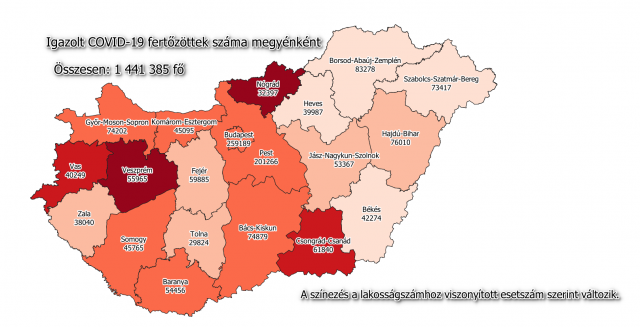 Igazolt COVID-19 fertőzöttek száma megyénként
Összesen: 1 441 385 fő
Borsod-Abaúj-Zemplén
83278
Szabolcs-Szatmár-Bereg
73417
Nógrád
32397
Heves
39987
Győr-Moson-Sopron
74202
Komárom-Esztergom
45095
Budapest
259189
Pest
201266
Hajdú-Bihar
76010
Jász-Nagykun-Szolnok
53367
Vas
40249
Veszprém
55965
Fejér
59885
Zala
38040
Somogy
45765
Tolna
29824
Bács-Kiskun
74879
Békés
42274
Csongrád-Csanád
61840
Baranya
54456
A színezés a lakosságszámhoz viszonyított esetszám szerint változik.